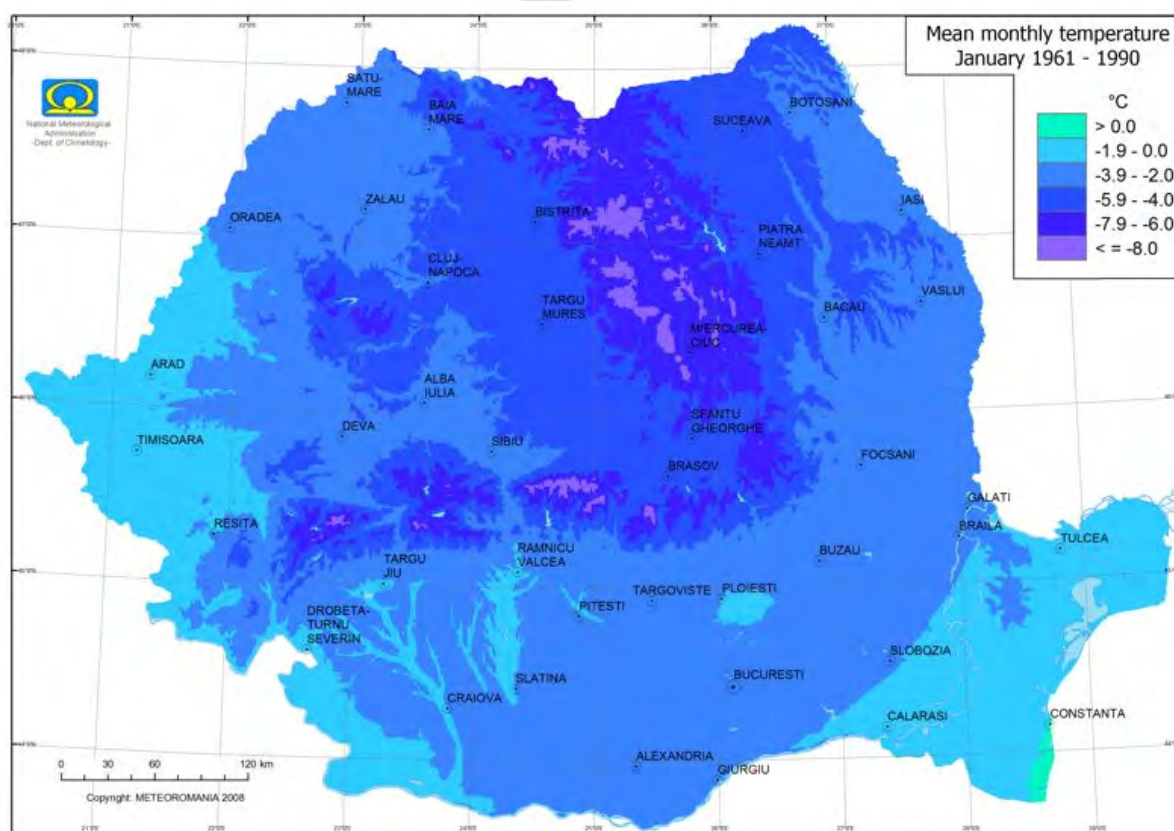 Mean monthly temperature
January 1961 - 1990
°C
> 0.0
-1.9 - 0.0
-3.9 - -2.0
-5.9 - -4.0
-7.9 - -6.0
< = -8.0
National Meteorological
Administration
-Dept. of Climatology-
SATU-
MARE
BAIA
MARE
SUCEAVA
BOTOSANI
ORADEA
ZALAU
BISTRITA
IASI
PIATRA
NEAMT
CLUJ-
NAPOCA
TARGU
MURES
BACAU
VASLUI
MIERCUREA-
CIUC
ARAD
ALBA
IULIA
TIMISOARA
DEVA
SIBIU
SFANTU
GHEORGHE
BRASOV
FOCSANI
RESITA
GALATI
BRAILA
TULCEA
TARGU
JIU
RAMNICU
VALCEA
BUZAU
TARGOVISTE
PLOIESTI
PITESTI
DROBETA-
TURNU
SEVERIN
SLATINA
CRAIOVA
BUCURESTI
SLOBOZIA
CALARASI
CONSTANTA
ALEXANDRIA
GIURGIU
0 30 60 90 120 km
Copyright: METEOROMANIA 2008